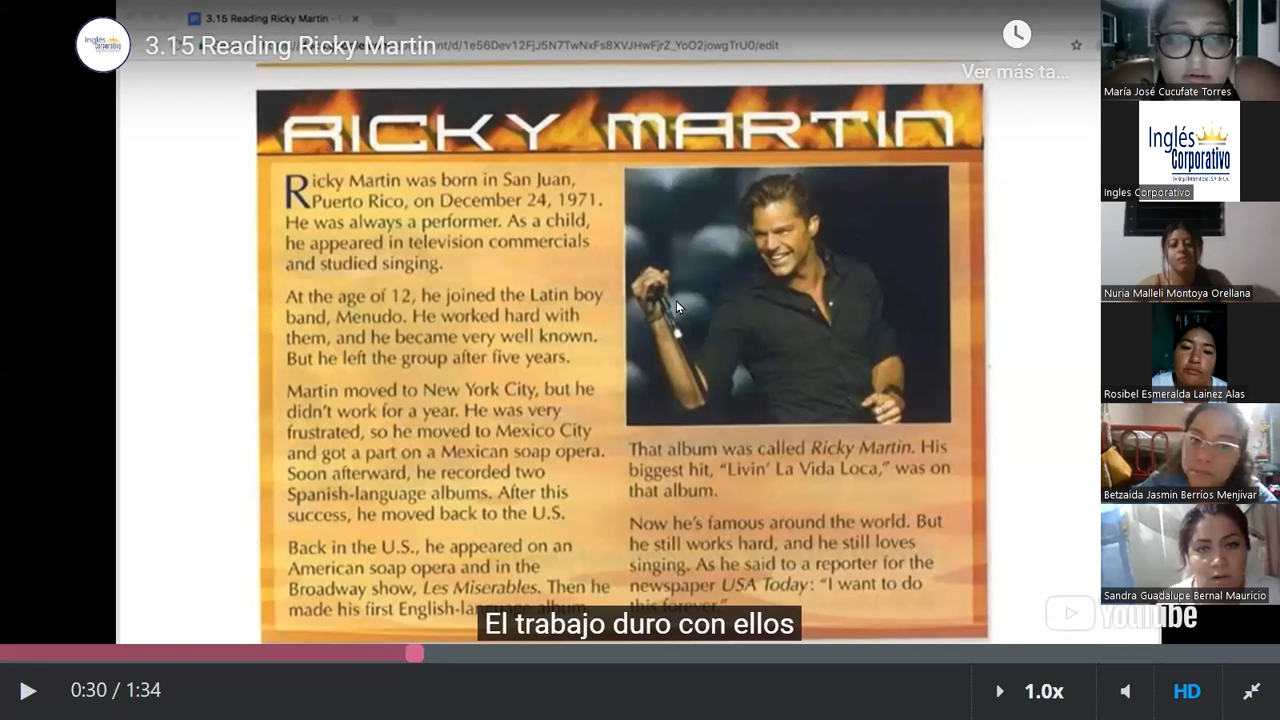 3.15 Reading Ricky Martin -
3.15 Reading Ricky Martin
nt/d/1e56Dev12FjJ5N7TwNxFs8XVJHwFjrZ_YoO2jowgTrU0/edit
Ver más ta...
RICKY MARTIN
Ricky Martin was born in San Juan,
Puerto Rico, on December 24, 1971.
He was always a performer. As a child,
he appeared in television commercials
and studied singing.
At the age of 12, he joined the Latin boy
band, Menudo. He worked hard with
them, and he became very well known.
But he left the group after five years.
Martin moved to New York City, but he
didn't work for a year. He was very
frustrated, so he moved to Mexico City
and got a part on a Mexican soap opera.
Soon afterward, he recorded two
Spanish-language albums. After this
success, he moved back to the U.S.
Back in the U.S., he appeared on an
American soap opera and in the
Broadway show, Les Miserables. Then he
made his first English-language album.
That album was called Ricky Martin. His
biggest hit, "Livin' La Vida Loca," was on
that album.
Now he's famous around the world. But
he still works hard, and he still loves
singing. As he said to a reporter for the
newspaper USA Today: "I want to do
this forever."
El trabajo duro con ellos
YouTube
0:30 / 1:34
1.0x
HD
María José Cucufate Torres
Inglés
Corporativo
Ingles Corporativo
Nuria Malleli Montoya Orellana
Rosibel Esmeralda Lainez Alas
Betzaida Jasmin Berrios Menjivar
Sandra Guadalupe Bernal Mauricio